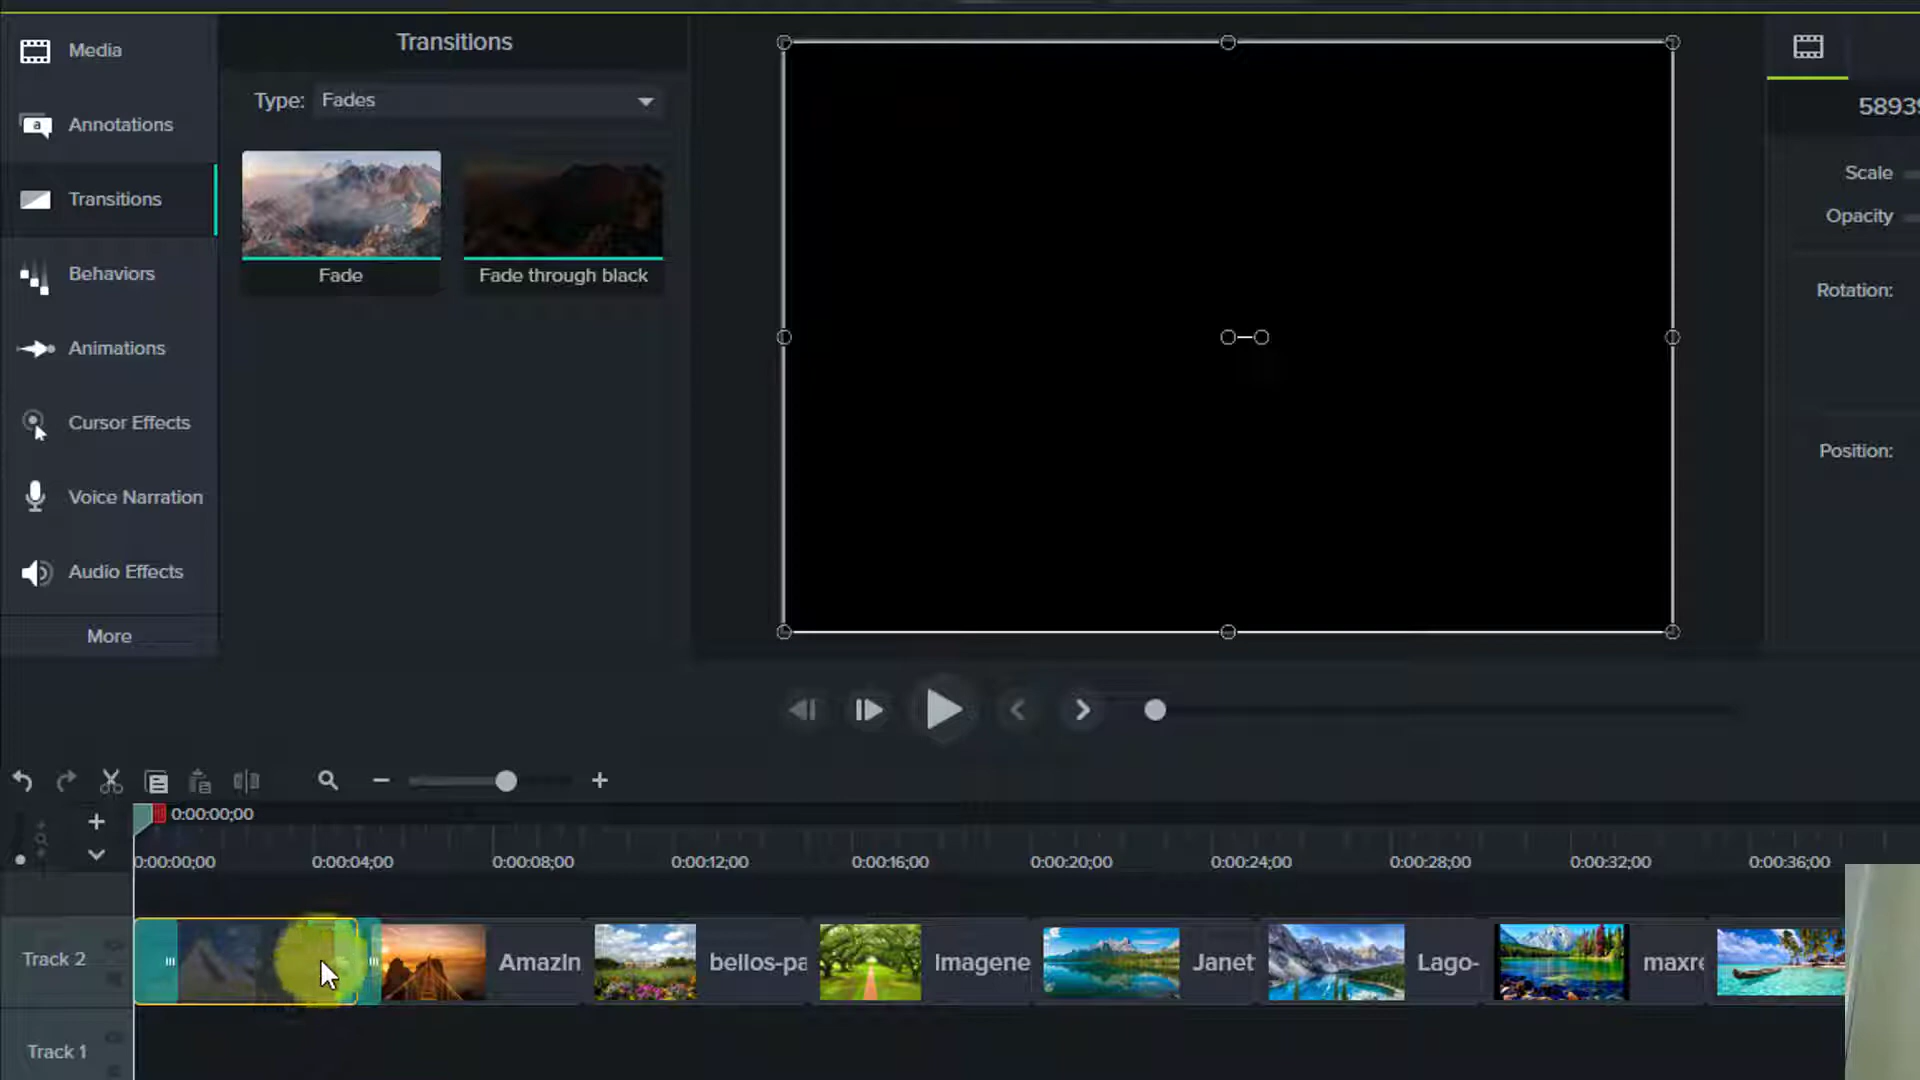 Media
Annotations
Transitions
Behaviors
Animations
Cursor Effects
Voice Narration
Audio Effects
More
Transitions
Type: Fades
Fade
Fade through black
58939
Scale
Opacity
Rotation:
Position:
0:00:00;00
0:00:00;00 0:00:04;00 0:00:08;00 0:00:12;00 0:00:16;00 0:00:20;00 0:00:24;00 0:00:28;00 0:00:32;00 0:00:36;00
Track 2
AmazIn bellos-pa Imagene Janet Lago- maxre
Track 1